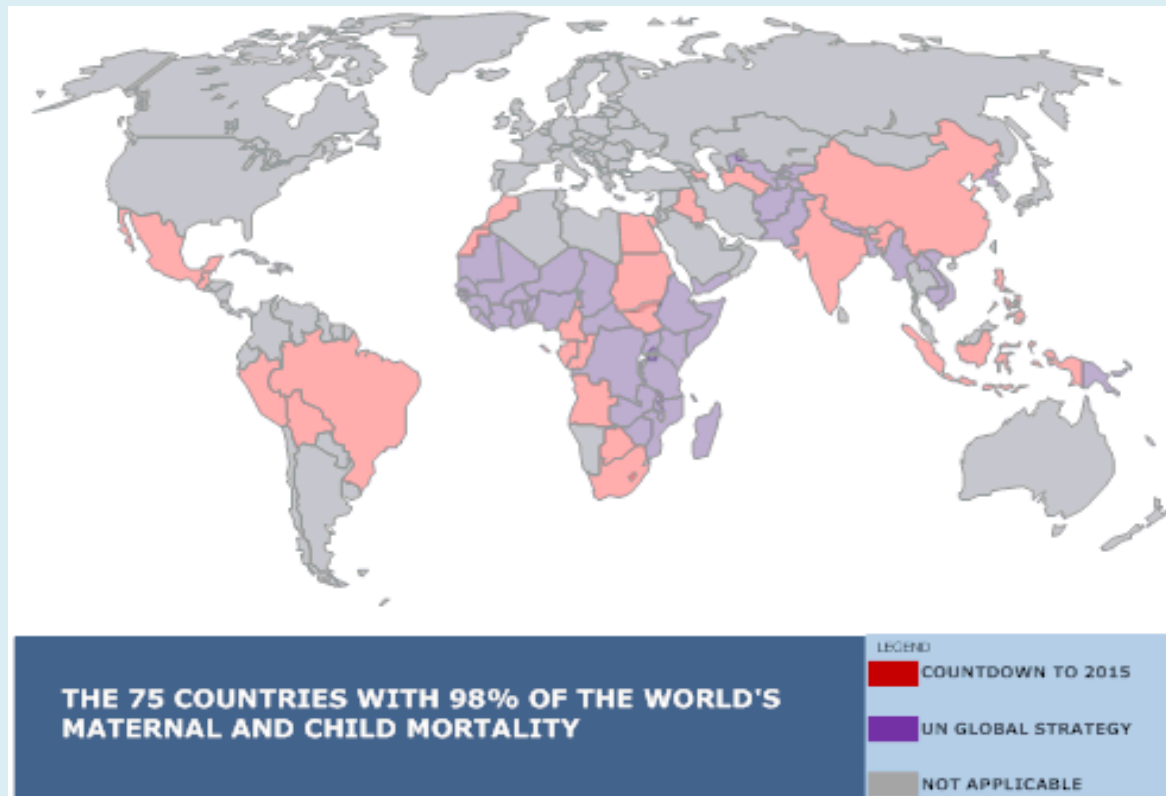 THE 75 COUNTRIES WITH 98% OF THE WORLD'S
MATERNAL AND CHILD MORTALITY
LEGEND
COUNTDOWN TO 2015
UN GLOBAL STRATEGY
NOT APPLICABLE